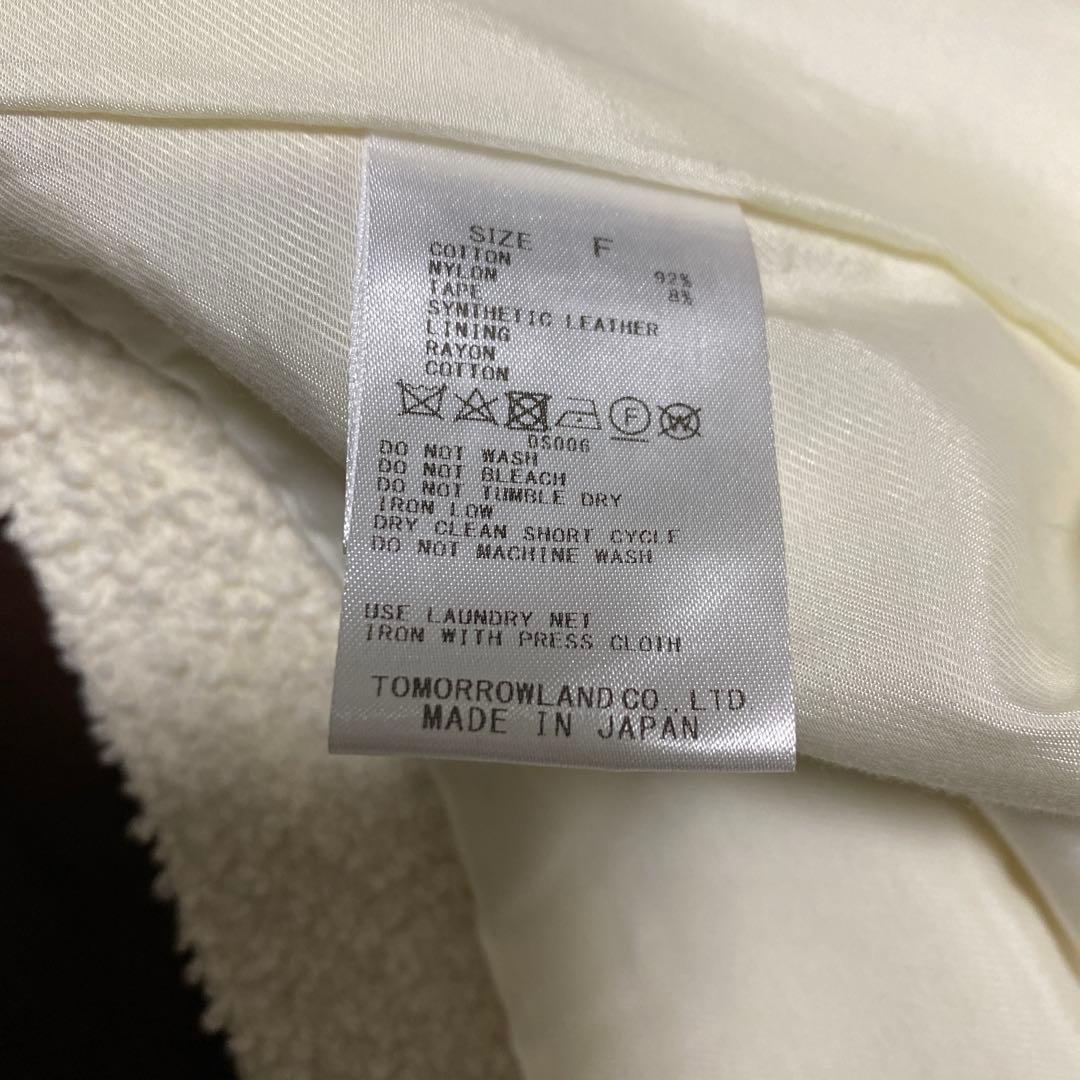 SIZE F
COTTON 92%
NYLON 8%
TAPE
SYNTHETIC LEATHER
LINING
RAYON
COTTON
F W
DS006
DO NOT WASH
DO NOT BLEACH
DO NOT TUMBLE DRY
IRON LOW
DRY CLEAN SHORT CYCLE
DO NOT MACHINE WASH
USE LAUNDRY NET
IRON WITH PRESS CLOTH
TOMORROWLAND CO., LTD
MADE IN JAPAN